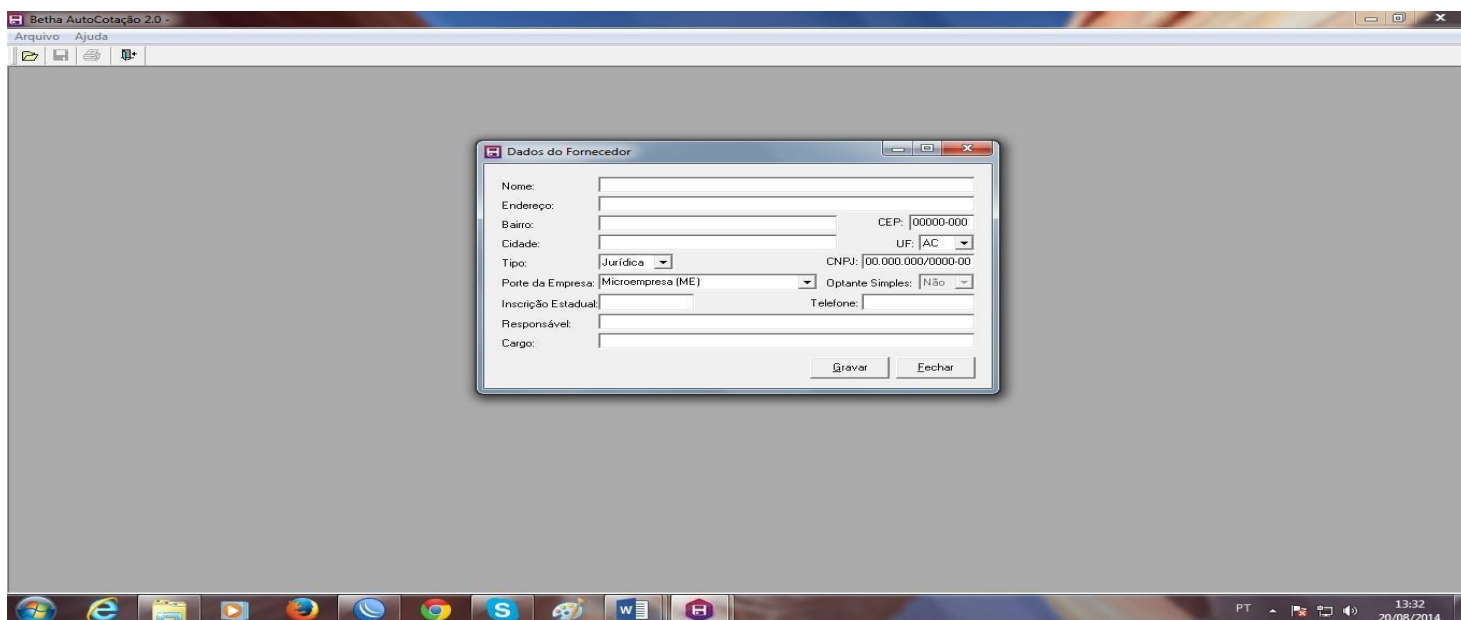 Betha AutoCotação 2.0 -
Arquivo Ajuda
Dados do Fornecedor
Nome:
Endereço:
Bairro: CEP: 00000-000
Cidade: UF: AC
Tipo: Jurídica CNPJ: 00.000.000/0000-00
Porte da Empresa: Microempresa (ME) Optante Simples: Não
Inscrição Estadual: Telefone:
Responsável:
Cargo:
Gravar Fechar
PT 13:32
20/08/2014